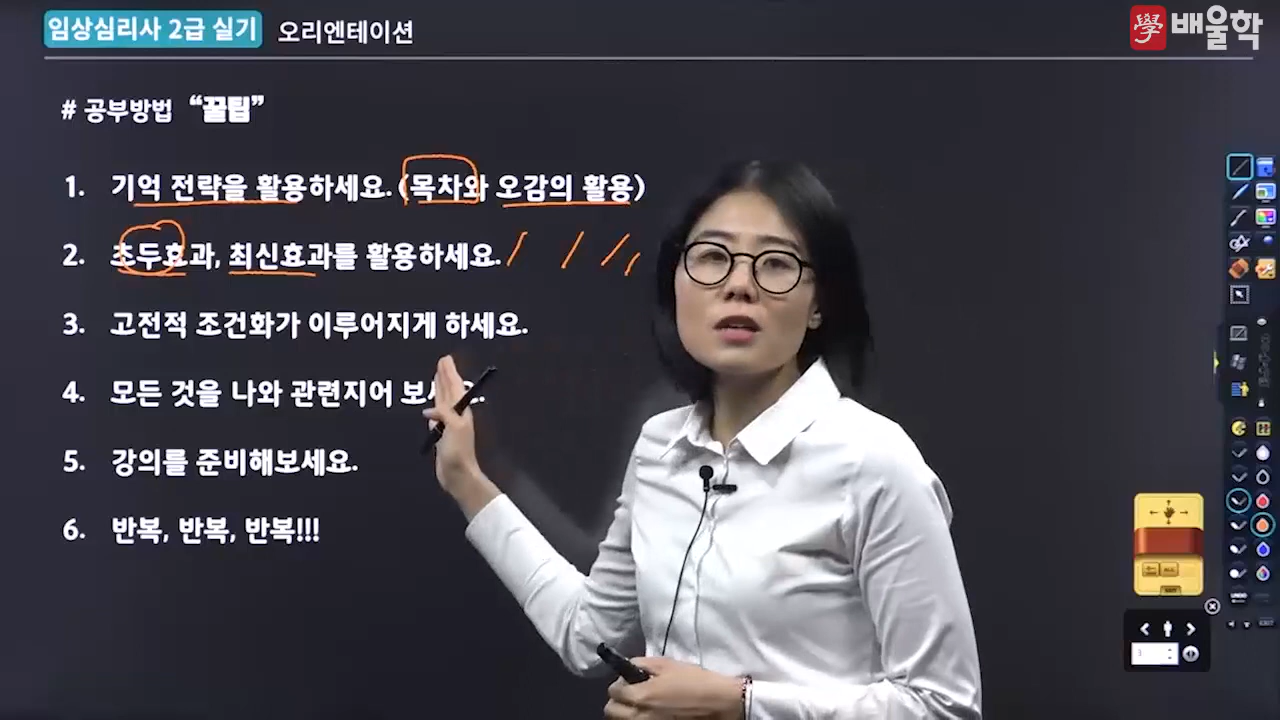 임상심리사 2급 실기 오리엔테이션
學 배울학
# 공부방법 “꿀팁”
1. 기억 전략을 활용하세요. (목차와 오감의 활용)
2. 초두효과, 최신효과를 활용하세요.
3. 고전적 조건화가 이루어지게 하세요.
4. 모든 것을 나와 관련지어 보세요.
5. 강의를 준비해보세요.
6. 반복, 반복, 반복!!!
UNDO
3